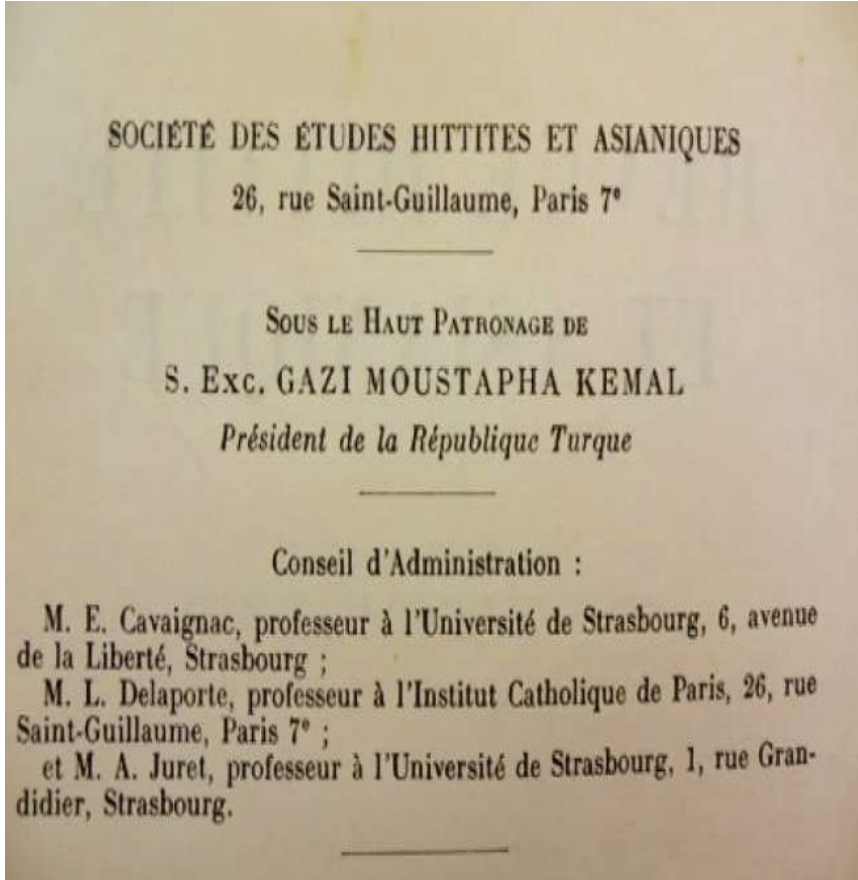 SOCIÉTÉ DES ÉTUDES HITTITES ET ASIANIQUES
26, rue Saint-Guillaume, Paris 7e
SOUS LE HAUT PATRONAGE DE
S. Exc. GAZI MOUSTAPHA KEMAL
Président de la République Turque
Conseil d'Administration :
M. E. Cavaignac, professeur à l'Université de Strasbourg, 6, avenue
de la Liberté, Strasbourg ;
M. L. Delaporte, professeur à l'Institut Catholique de Paris, 26, rue
Saint-Guillaume, Paris 7e ;
et M. A. Juret, professeur à l'Université de Strasbourg, 1, rue Gran-
didier, Strasbourg.